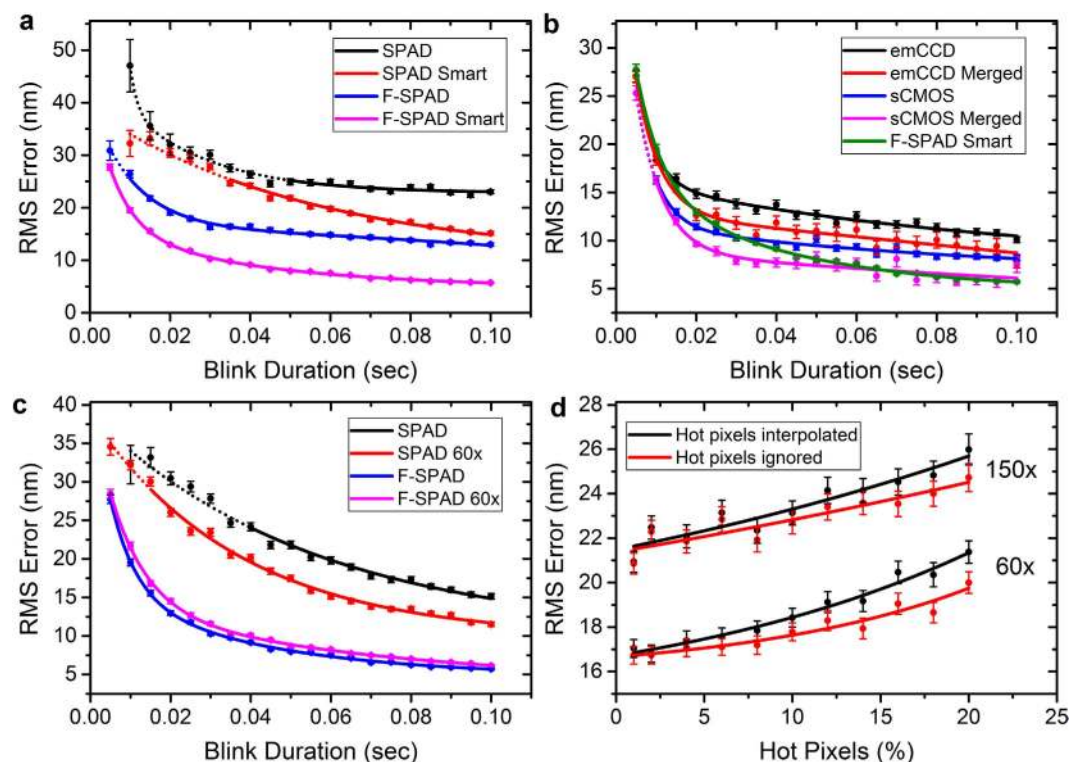 a
50
40
30
20
10
0
RMS Error (nm)
0.00 0.02 0.04 0.06 0.08 0.10
Blink Duration (sec)
SPAD
SPAD Smart
F-SPAD
F-SPAD Smart
b
30
25
20
15
10
5
RMS Error (nm)
0.00 0.02 0.04 0.06 0.08 0.10
Blink Duration (sec)
emCCD
emCCD Merged
sCMOS
sCMOS Merged
F-SPAD Smart
c
40
35
30
25
20
15
10
5
RMS Error (nm)
0.00 0.02 0.04 0.06 0.08 0.10
Blink Duration (sec)
SPAD
SPAD 60x
F-SPAD
F-SPAD 60x
d
28
26
24
22
20
18
16
RMS Error (nm)
0 5 10 15 20 25
Hot Pixels (%)
Hot pixels interpolated
Hot pixels ignored
150x
60x